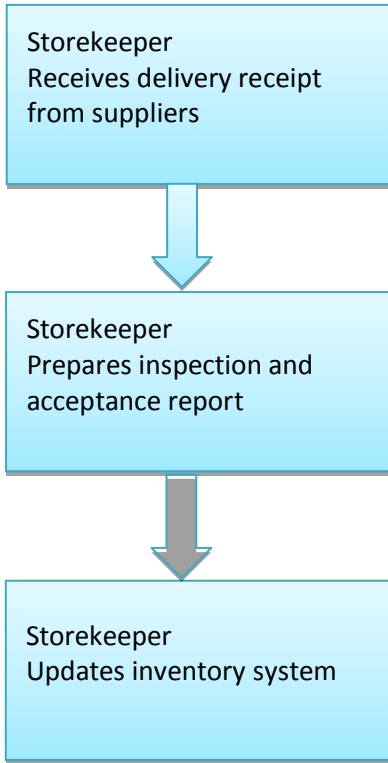 Storekeeper
Receives delivery receipt
from suppliers
Storekeeper
Prepares inspection and
acceptance report
Storekeeper
Updates inventory system